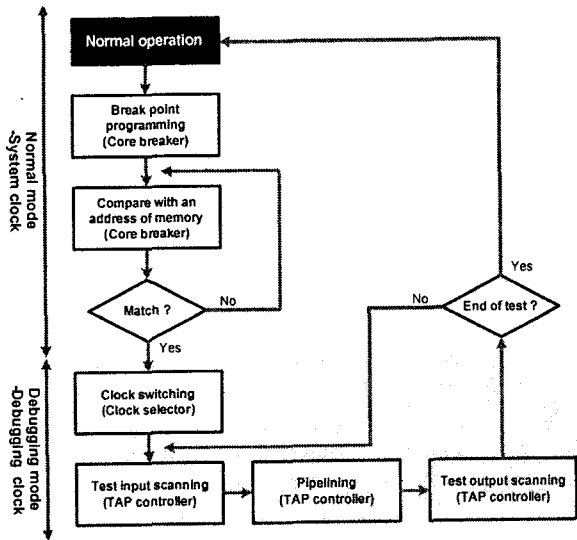 Normal operation
Break point
programming
(Core breaker)
Compare with an
address of memory
(Core breaker)
Match ?
No
Yes
Clock switching
(Clock selector)
Test input scanning
(TAP controller)
Pipelining
(TAP controller)
Test output scanning
(TAP controller)
End of test ?
No
Yes
Normal mode
-System clock
Debugging mode
-Debugging clock